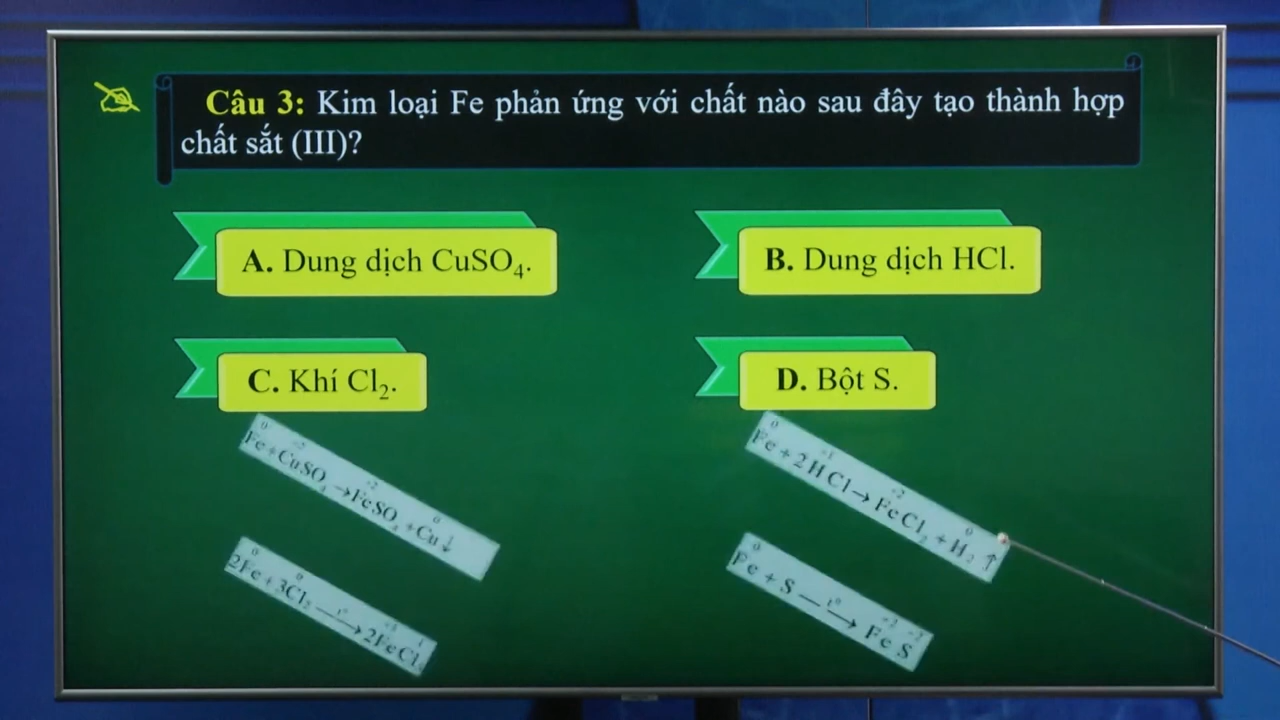 Câu 3: Kim loại Fe phản ứng với chất nào sau đây tạo thành hợp
chất sắt (III)?
A. Dung dịch CuSO₄.
B. Dung dịch HCl.
C. Khí Cl₂.
D. Bột S.
Fe + CuSO₄ → FeSO₄ + Cu ↓
Fe + 2HCl → FeCl₂ + H₂ ↑
2Fe + 3Cl₂ → 2FeCl
Fe + S → FeS